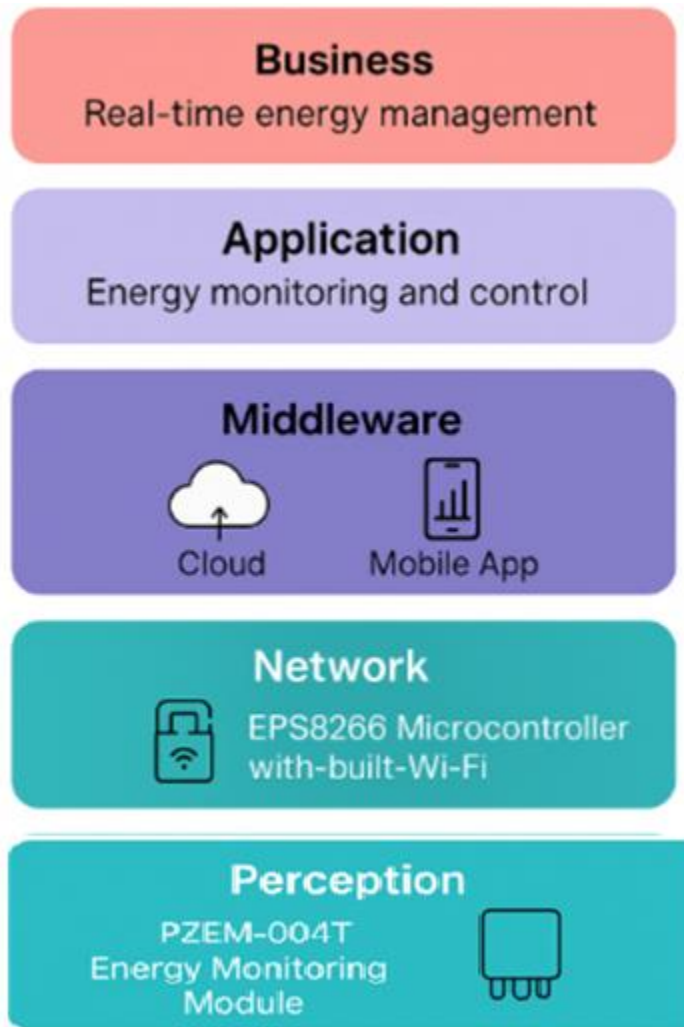 Business
Real-time energy management
Application
Energy monitoring and control
Middleware
Cloud
Mobile App
Network
EPS8266 Microcontroller
with-built-Wi-Fi
Perception
PZEM-004T
Energy Monitoring
Module